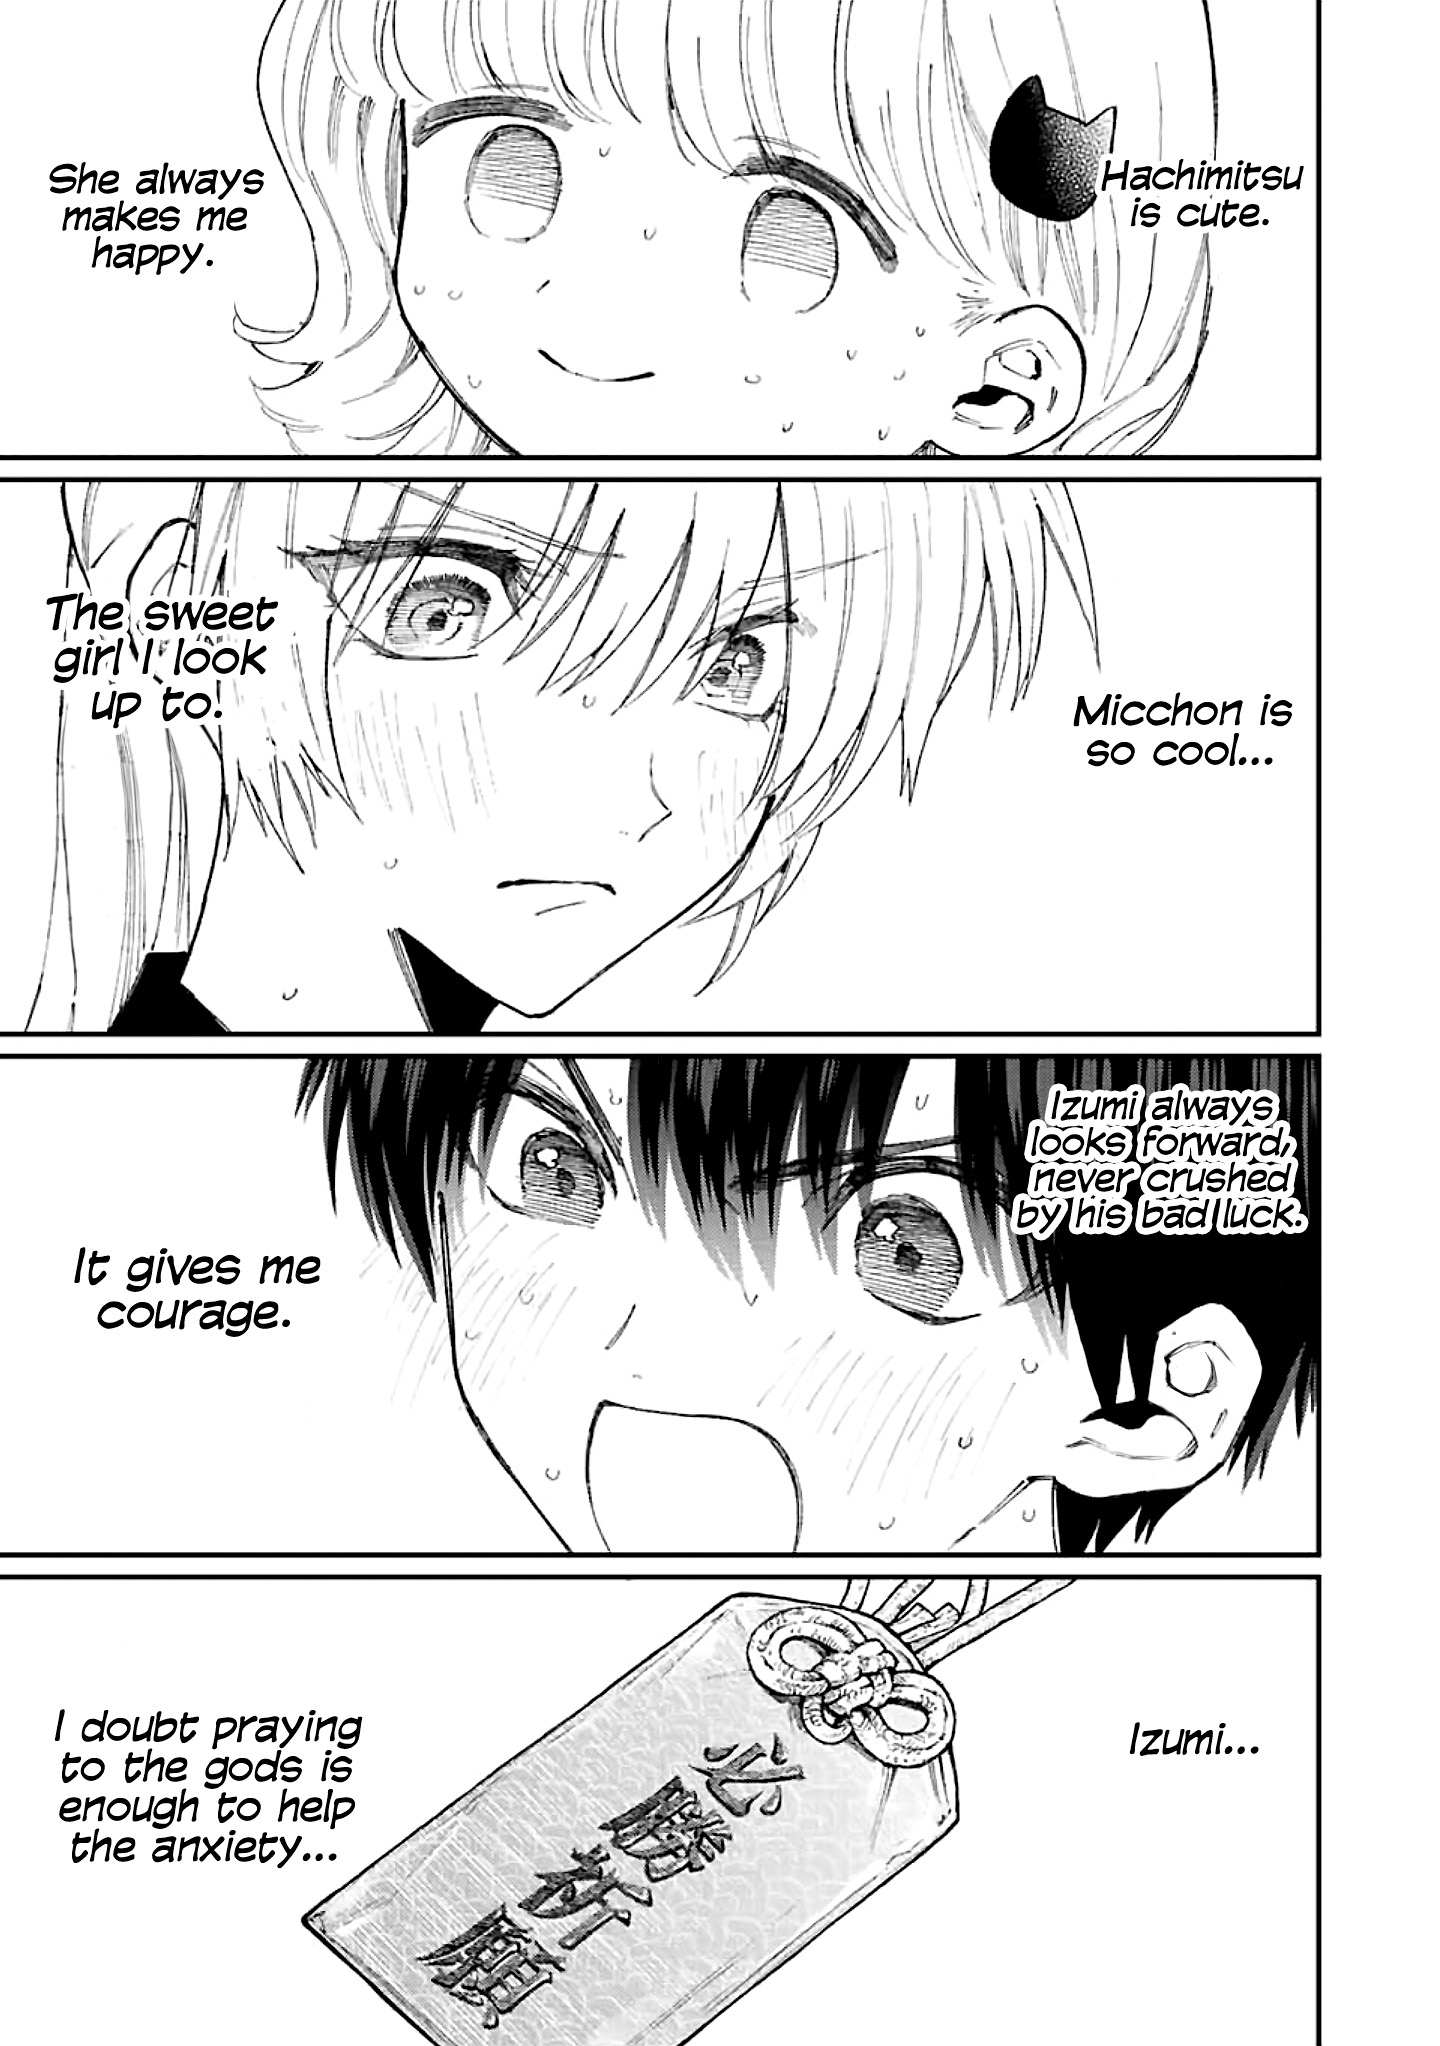 Hachimitsu
is cute.
She always
makes me
happy.
Micchon is
so cool...
The sweet
girl I look
up to!
Izumi always
looks forward,
never crushed
by his bad luck.
It gives me
courage.
Izumi...
必勝祈願
I doubt praying
to the gods is
enough to help
the anxiety...